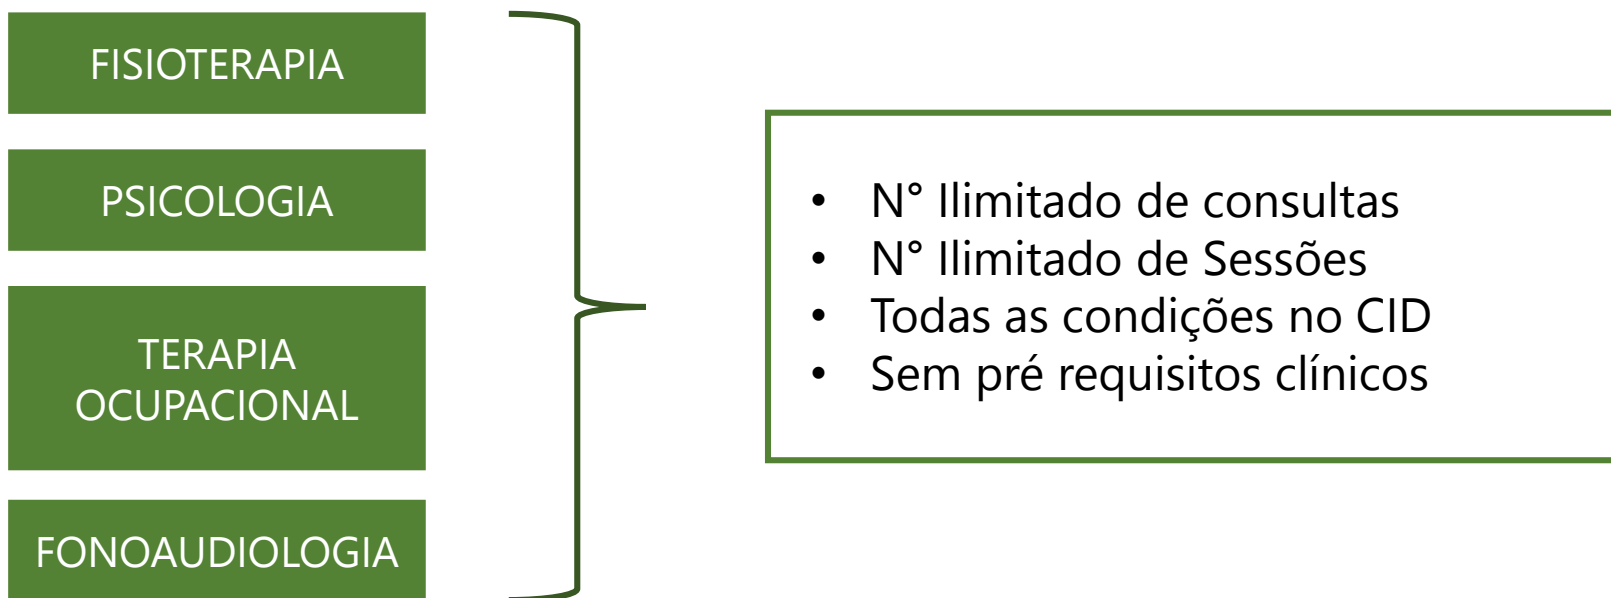 FISIOTERAPIA
PSICOLOGIA
TERAPIA
OCUPACIONAL
FONOAUDIOLOGIA
• N° Ilimitado de consultas
• N° Ilimitado de Sessões
• Todas as condições no CID
• Sem pré requisitos clínicos